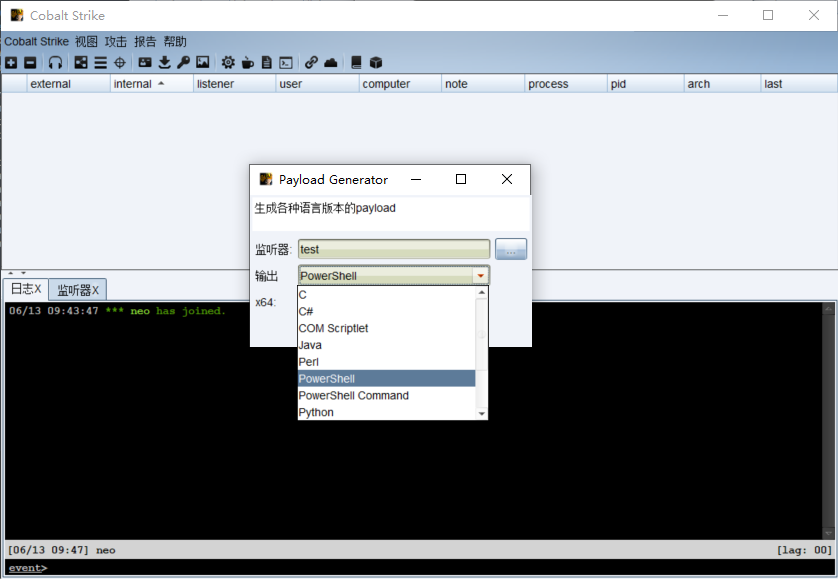 Cobalt Strike
Cobalt Strike 视图 攻击 报告 帮助
external internal listener user computer note process pid arch last
Payload Generator
生成各种语言版本的payload
监听器: test ...
输出 PowerShell
x64:
C
C#
COM Scriptlet
Java
Perl
PowerShell
PowerShell Command
Python
日志X 监听器X
06/13 09:43:47 *** neo has joined.
[06/13 09:47] neo [lag: 00]
event>